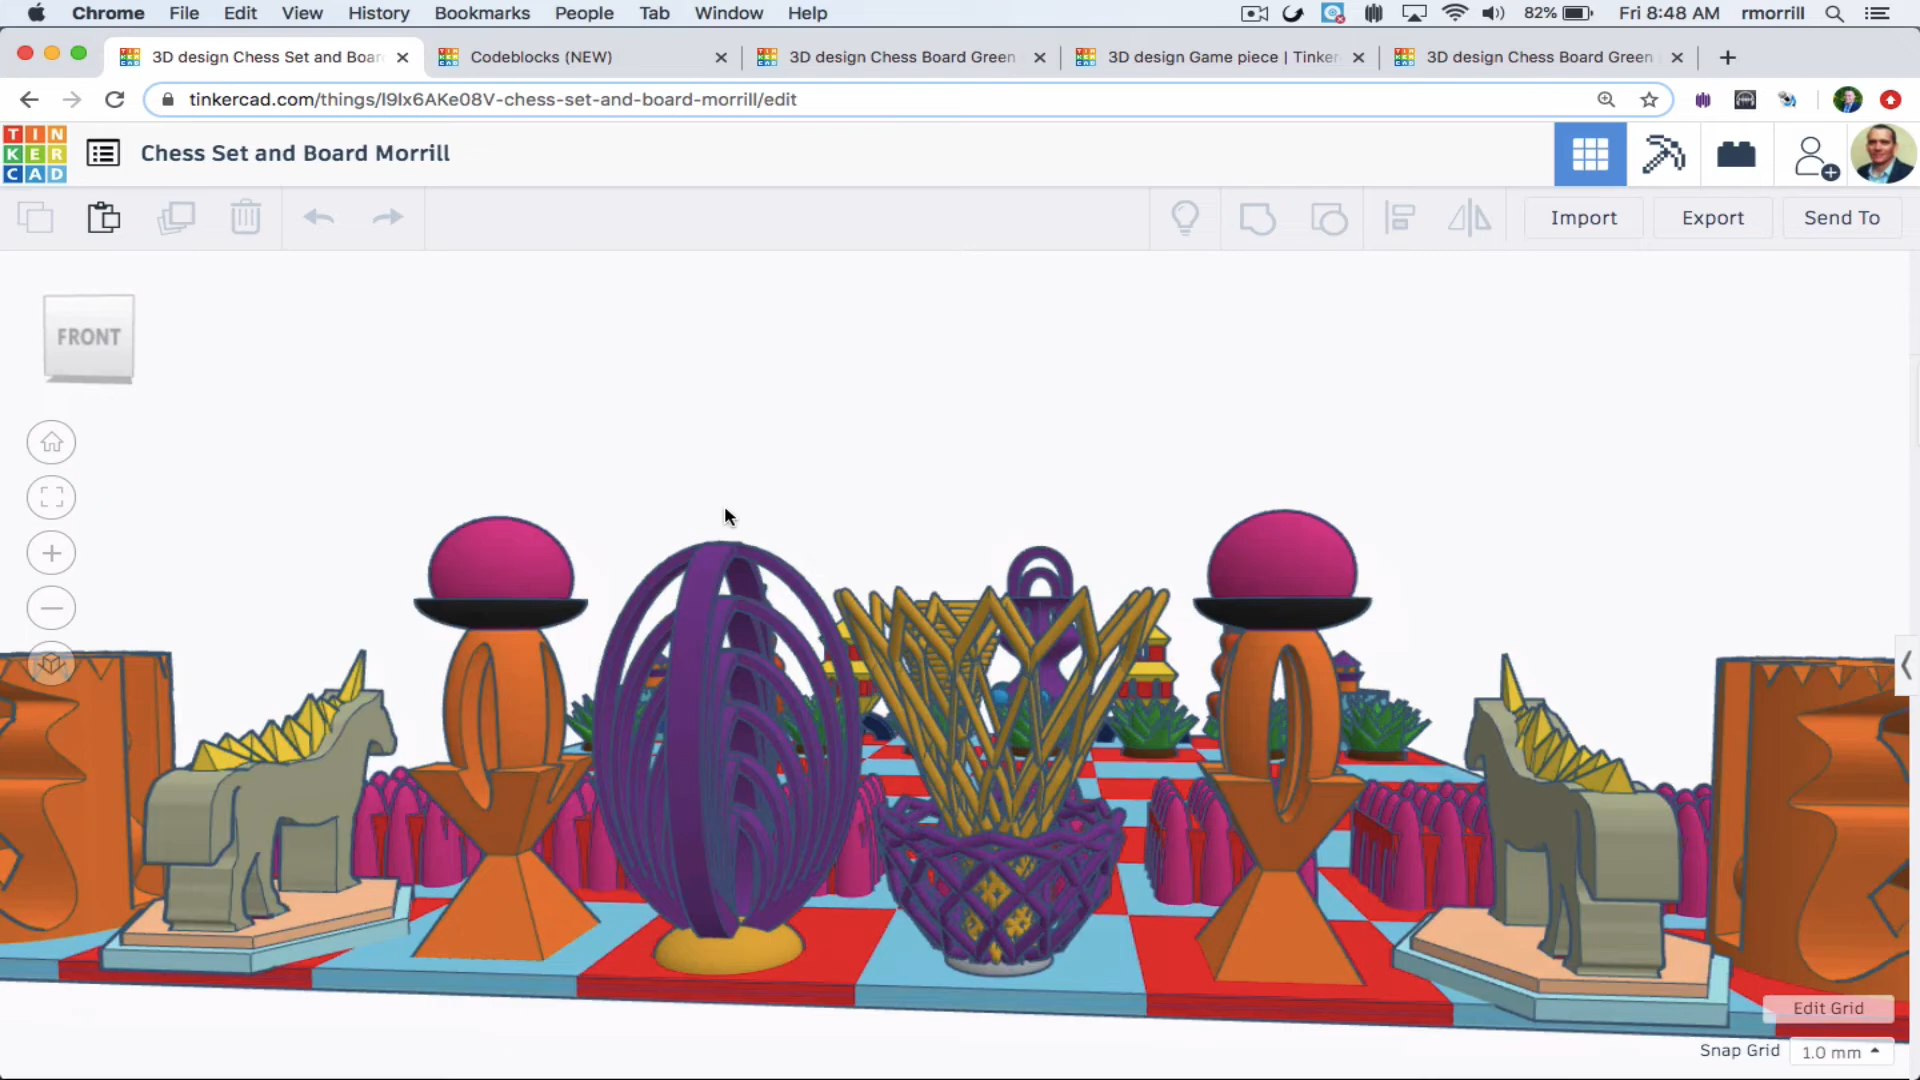 Chrome File Edit View History Bookmarks People Tab Window Help 82% Fri 8:48 AM rmorrill
3D design Chess Set and Boar Codeblocks (NEW) 3D design Chess Board Green 3D design Game piece | Tinker 3D design Chess Board Green
tinkercad.com/things/l9Ix6AKe08V-chess-set-and-board-morrill/edit
TIN
KER
CAD
Chess Set and Board Morrill
Import Export Send To
FRONT
Edit Grid
Snap Grid 1.0 mm